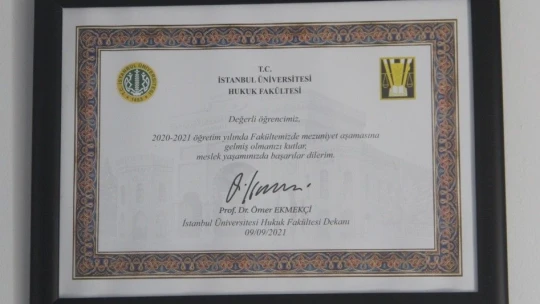 T.C.
İSTANBUL ÜNİVERSİTESİ
HUKUK FAKÜLTESİ
Değerli öğrencimiz,
2020-2021 öğretim yılında Fakültemizde mezuniyet aşamasına
gelmiş olmanızı kutlar,
meslek yaşamınızda başarılar dilerim.
Prof. Dr. Ömer EKMEKÇİ
İstanbul Üniversitesi Hukuk Fakültesi Dekanı
09/09/2021